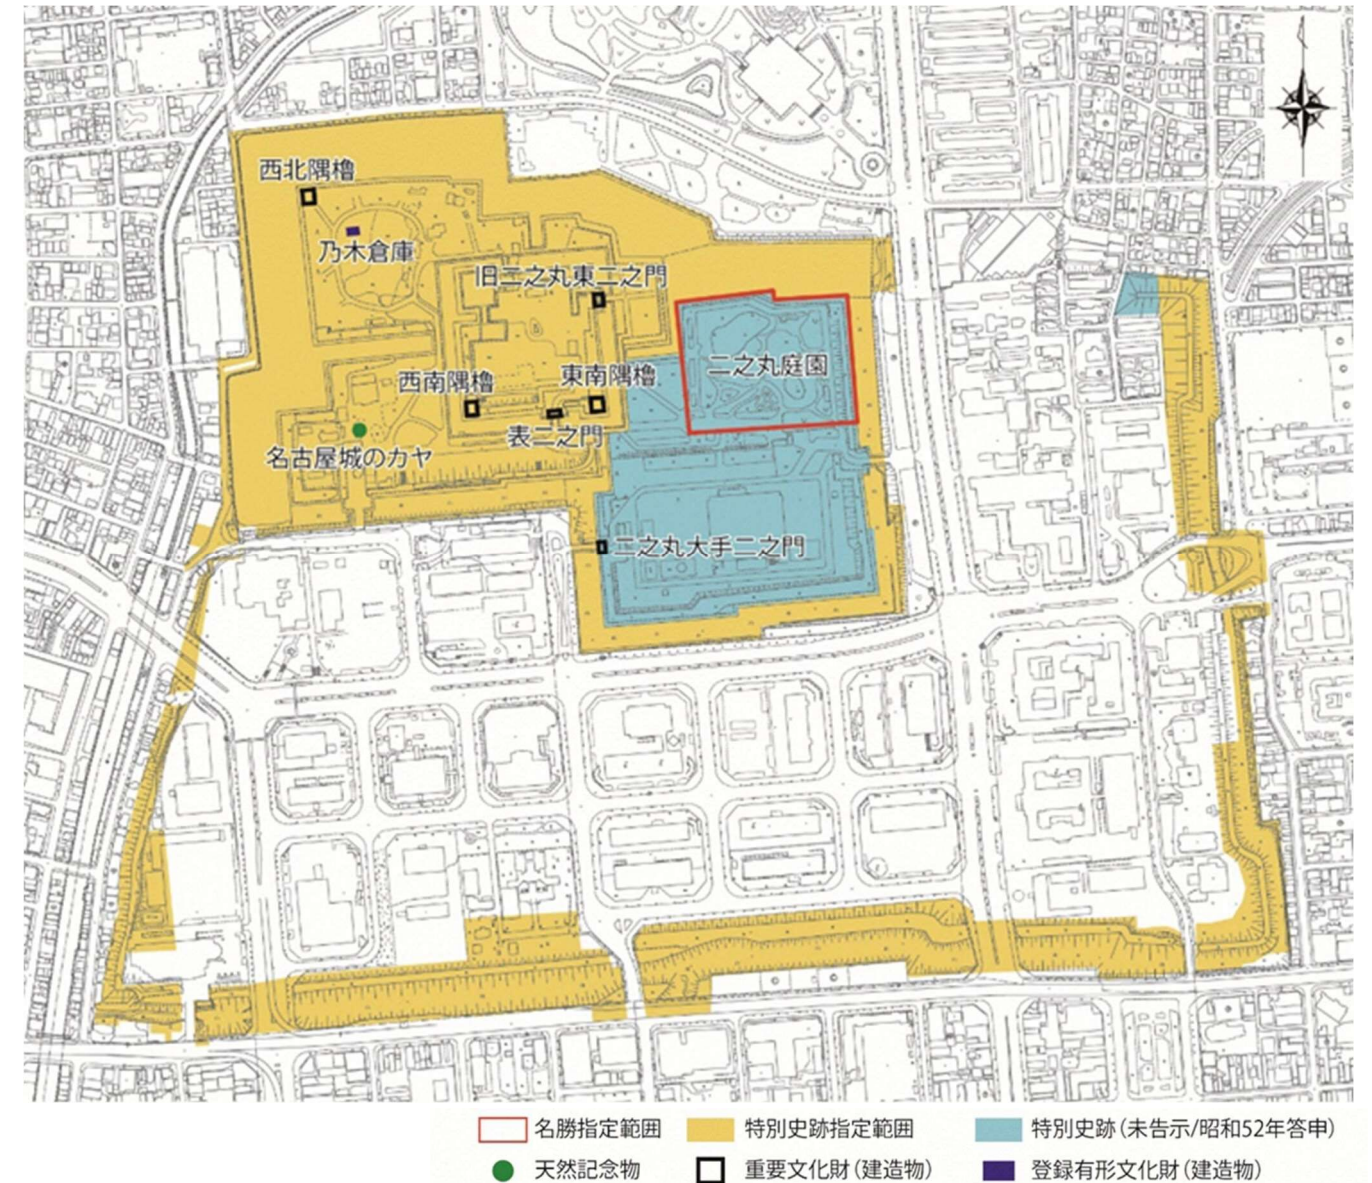 西北隅櫓
乃木倉庫
旧二之丸東二之門
二之丸庭園
西南隅櫓
東南隅櫓
表二之門
名古屋城のカヤ
二之丸大手二之門
名勝指定範囲
特別史跡指定範囲
特別史跡(未告示/昭和52年答申)
天然記念物
重要文化財(建造物)
登録有形文化財(建造物)